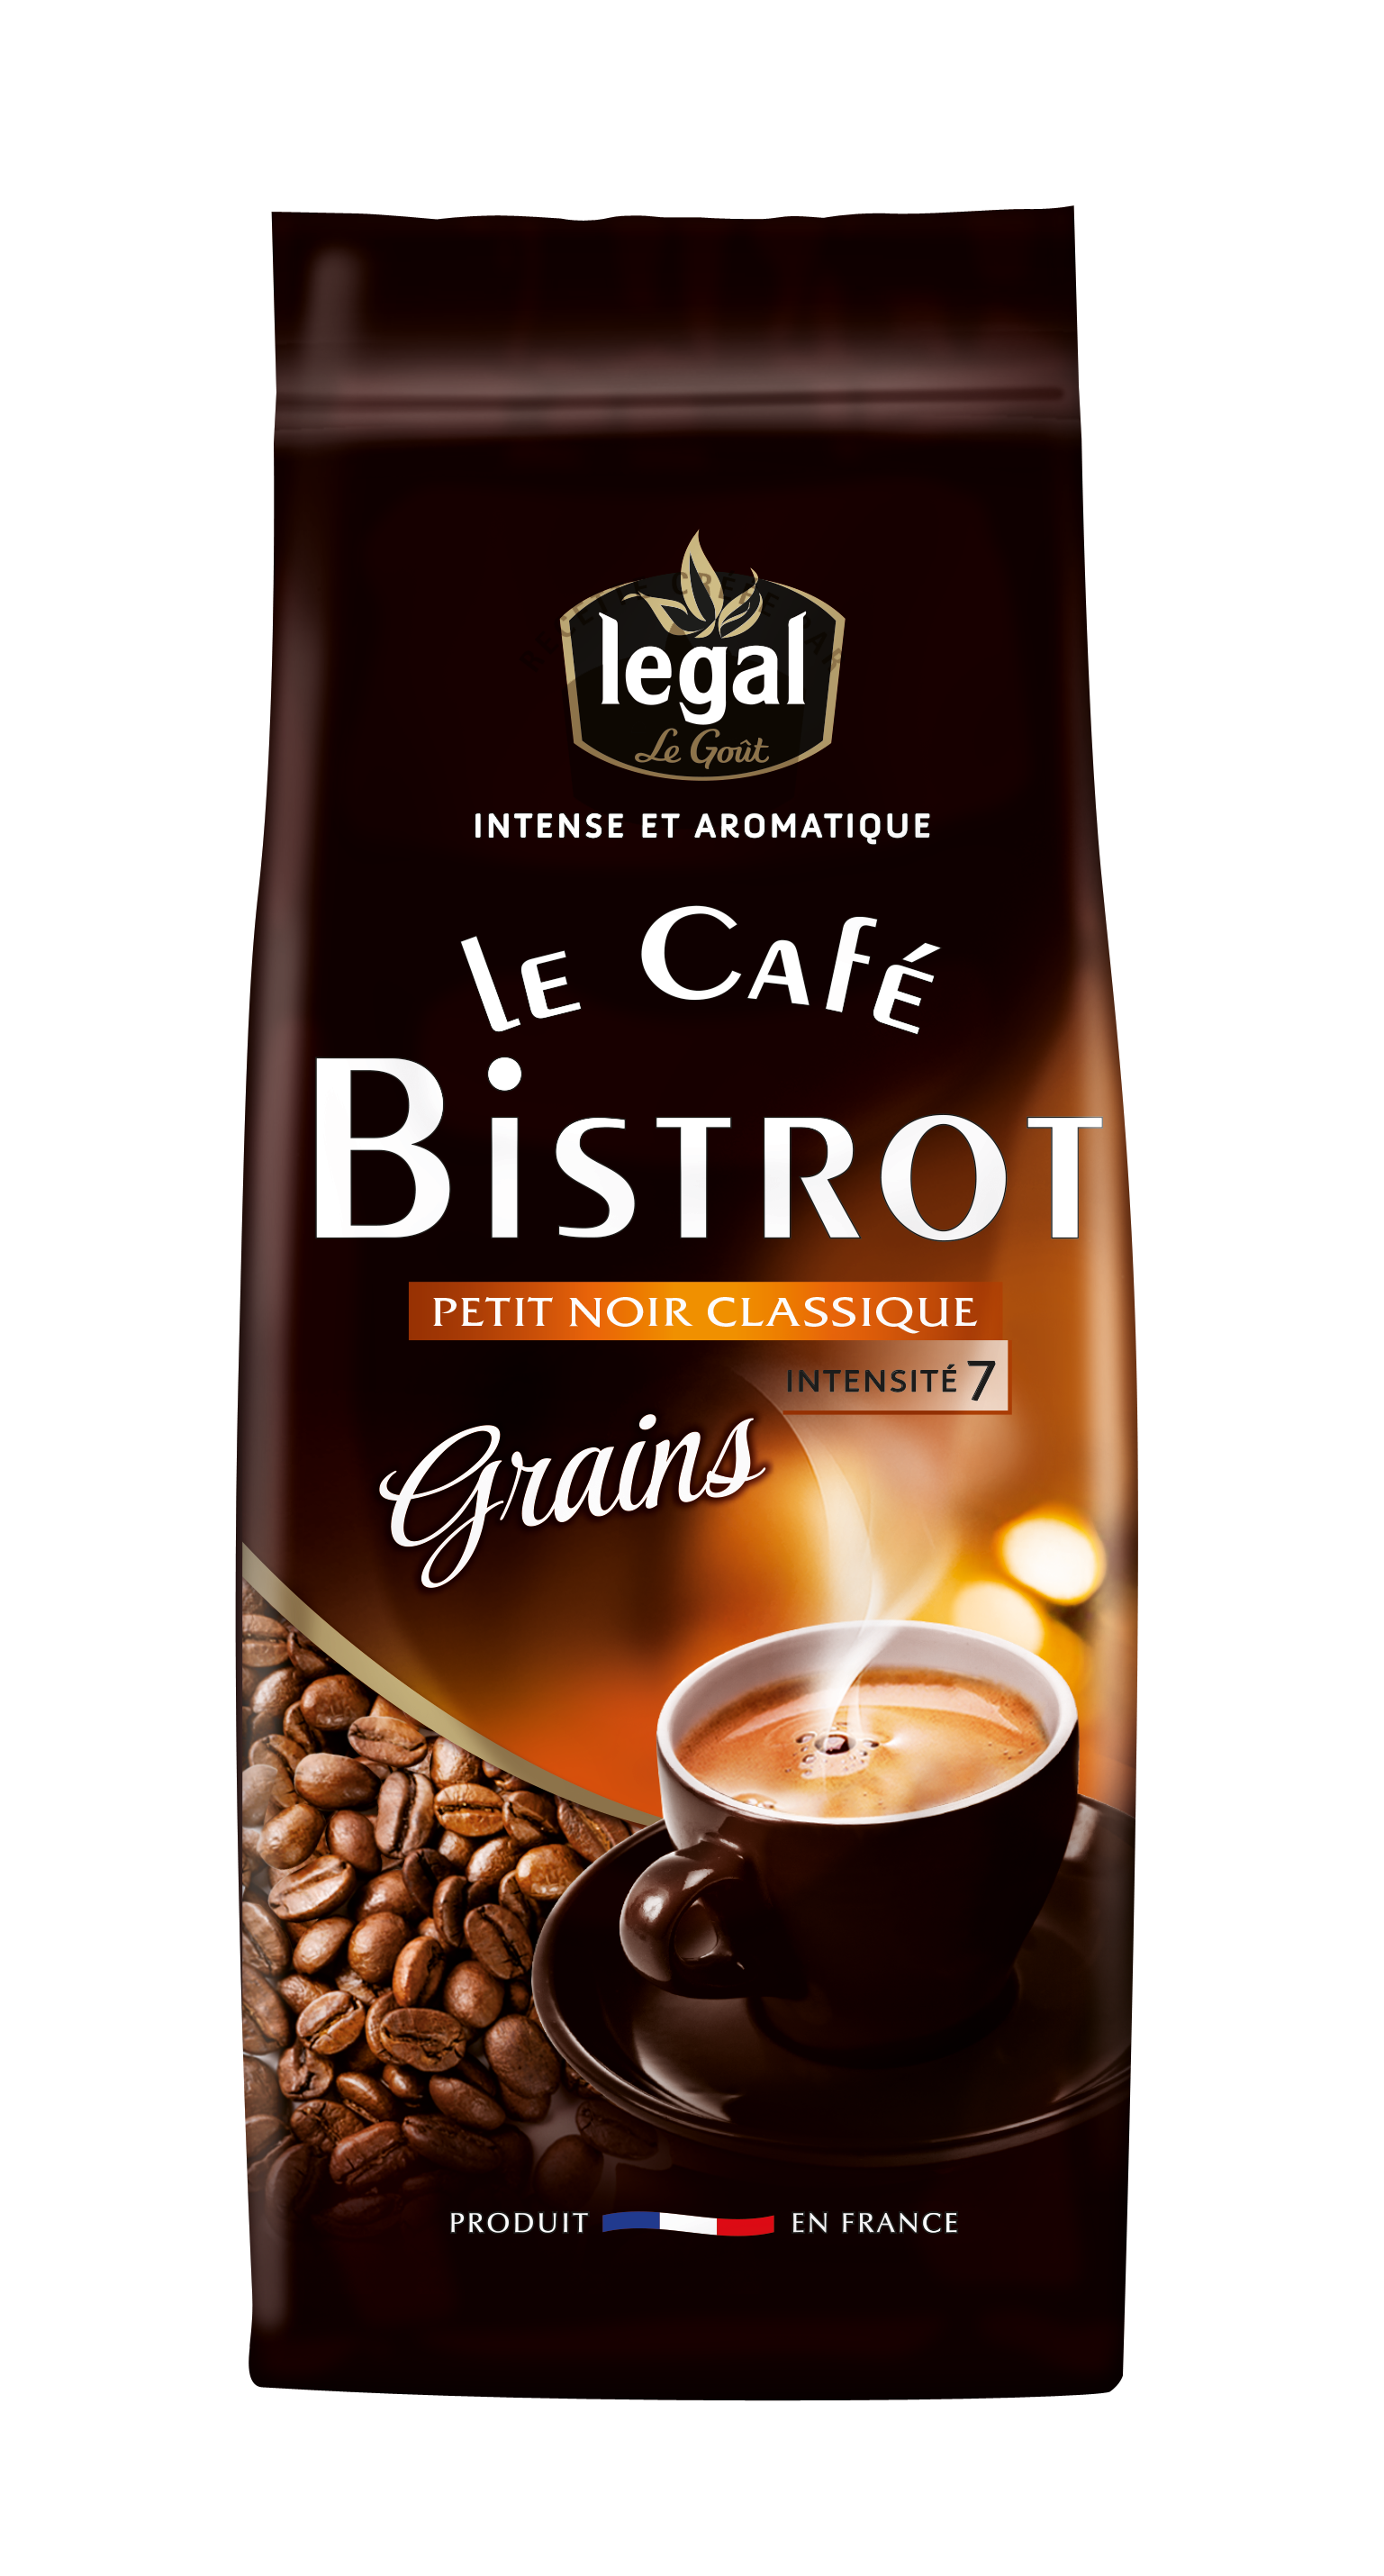 legal
Le Goût
INTENSE ET AROMATIQUE
LE CAFÉ
BiSTROT
PETIT NOIR CLASSIQUE
INTENSITÉ 7
Grains
PRODUIT EN FRANCE